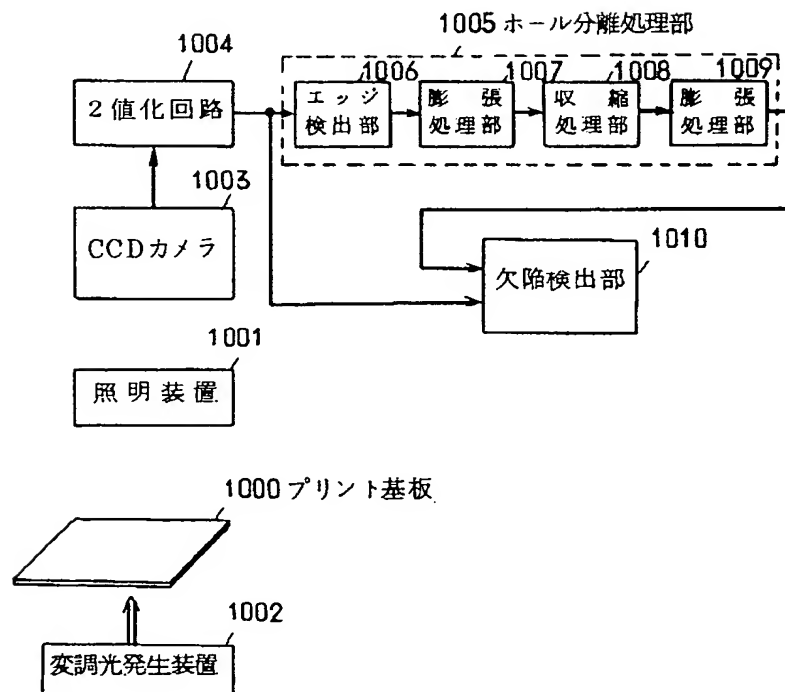 1005 ホール分離処理部
1004
1006
1007
1008
1009
2値化回路
エッジ
検出部
膨張
処理部
収縮
処理部
膨張
処理部
1003
CCDカメラ
1010
欠陥検出部
1001
照明装置
1000 プリント基板
1002
変調光発生装置